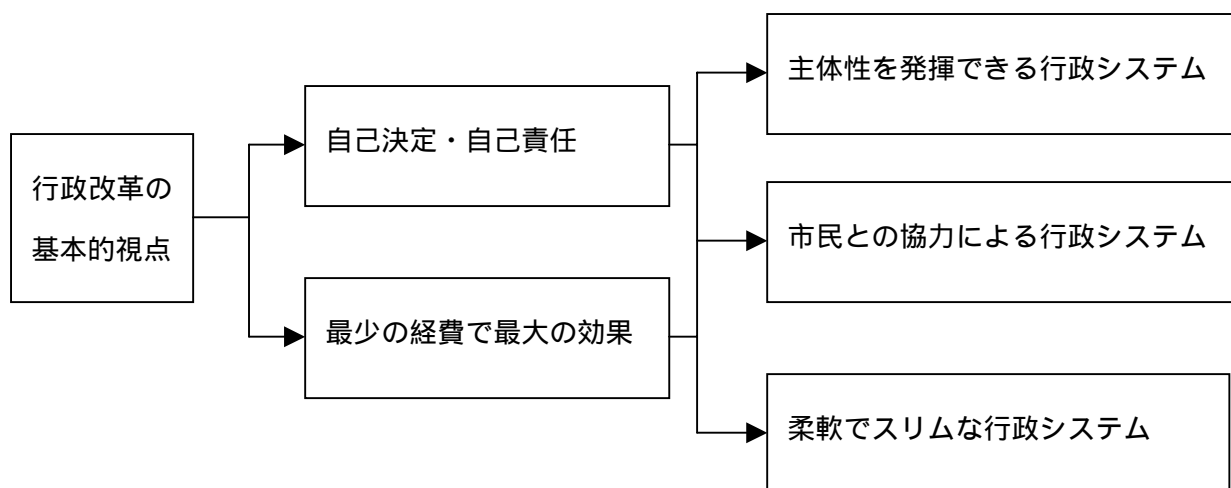 行政改革の
基本的視点
自己決定・自己責任
最少の経費で最大の効果
主体性を発揮できる行政システム
市民との協力による行政システム
柔軟でスリムな行政システム